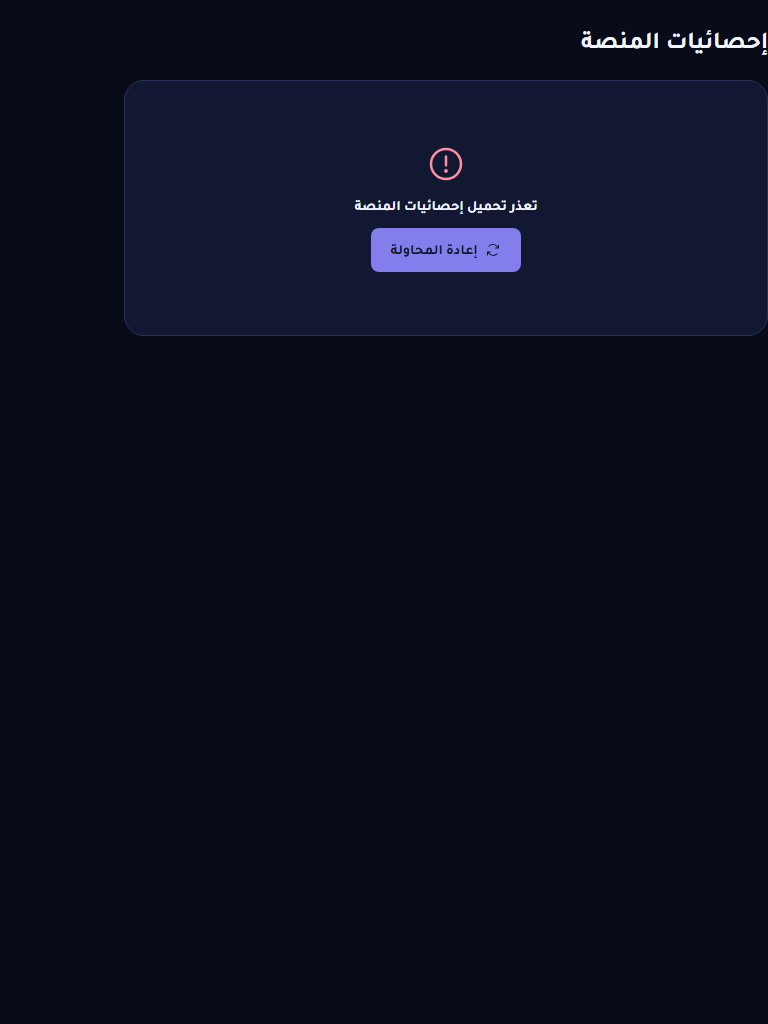 إحصائيات المنصة
تعذر تحميل إحصائيات المنصة
إعادة المحاولة